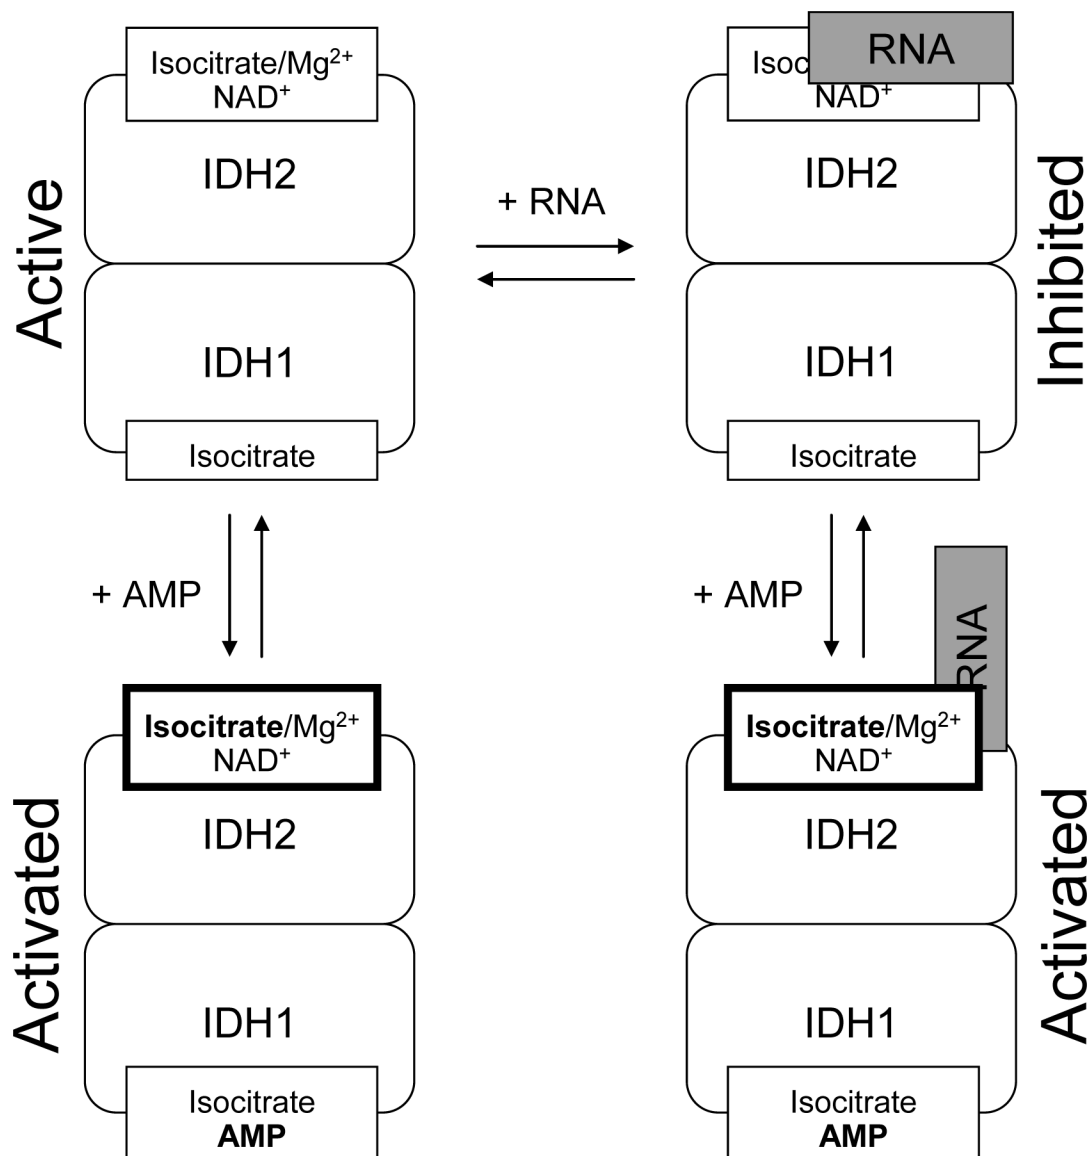 Active
Isocitrate/Mg²⁺
NAD⁺
IDH2
IDH1
Isocitrate
+ RNA
RNA
Isoc
NAD⁺
IDH2
IDH1
Isocitrate
Inhibited
+ AMP
+ AMP
Activated
Isocitrate/Mg²⁺
NAD⁺
IDH2
IDH1
Isocitrate
AMP
RNA
Isocitrate/Mg²⁺
NAD⁺
IDH2
IDH1
Isocitrate
AMP
Activated